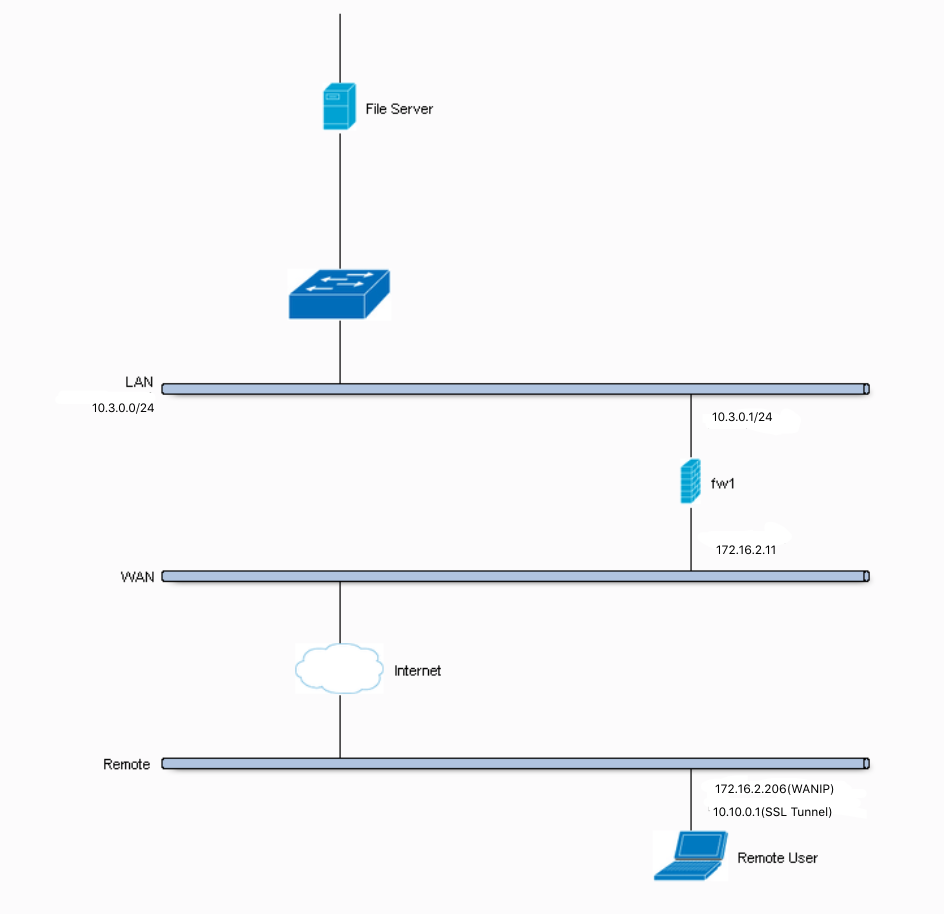 File Server
LAN
10.3.0.0/24
10.3.0.1/24
fw1
172.16.2.11
WAN
Internet
Remote
172.16.2.206(WANIP)
10.10.0.1(SSL Tunnel)
Remote User